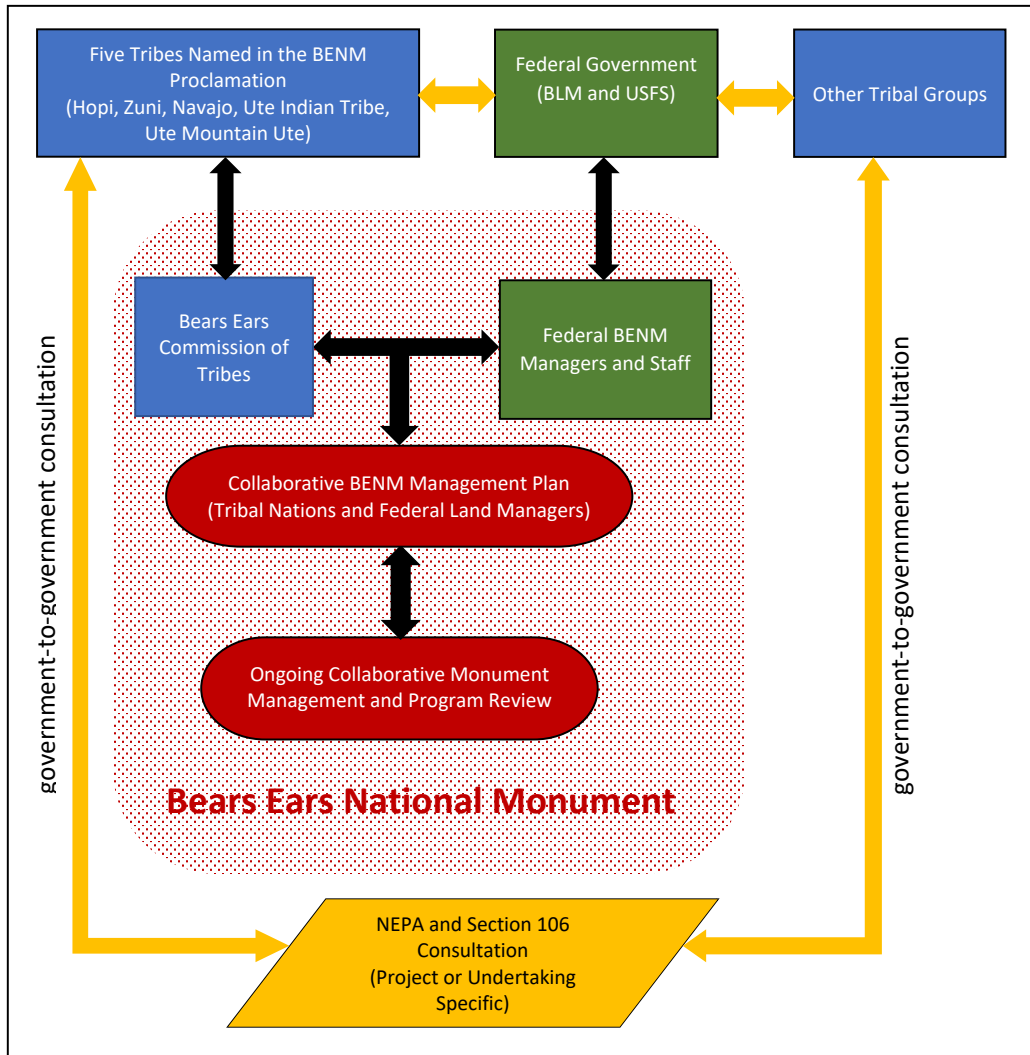 Five Tribes Named in the BENM
Proclamation
(Hopi, Zuni, Navajo, Ute Indian Tribe,
Ute Mountain Ute)
Federal Government
(BLM and USFS)
Other Tribal Groups
Bears Ears
Commission of
Tribes
Federal BENM
Managers and Staff
government-to-government consultation
government-to-government consultation
Collaborative BENM Management Plan
(Tribal Nations and Federal Land Managers)
Ongoing Collaborative Monument
Management and Program Review
Bears Ears National Monument
NEPA and Section 106
Consultation
(Project or Undertaking
Specific)